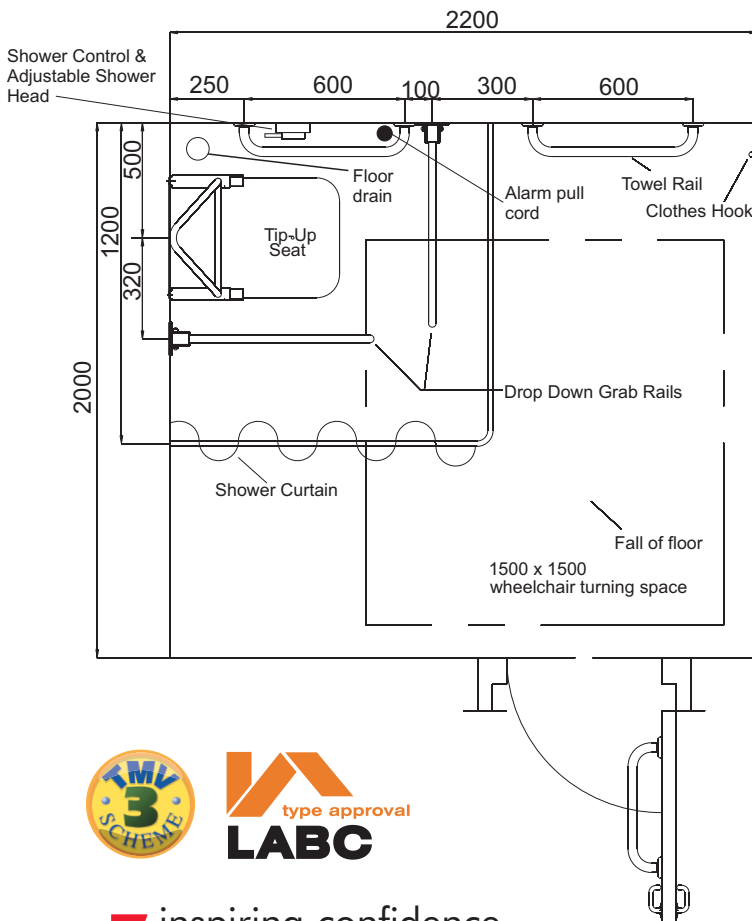 2200
Shower Control &
Adjustable Shower
Head
250
600
100
300
600
500
1200
320
2000
Floor
drain
Alarm pull
cord
Towel Rail
Clothes Hook
Tip-Up
Seat
Drop Down Grab Rails
Shower Curtain
Fall of floor
1500 x 1500
wheelchair turning space
TMV
3
SCHEME
type approval
LABC
inspiring confidence